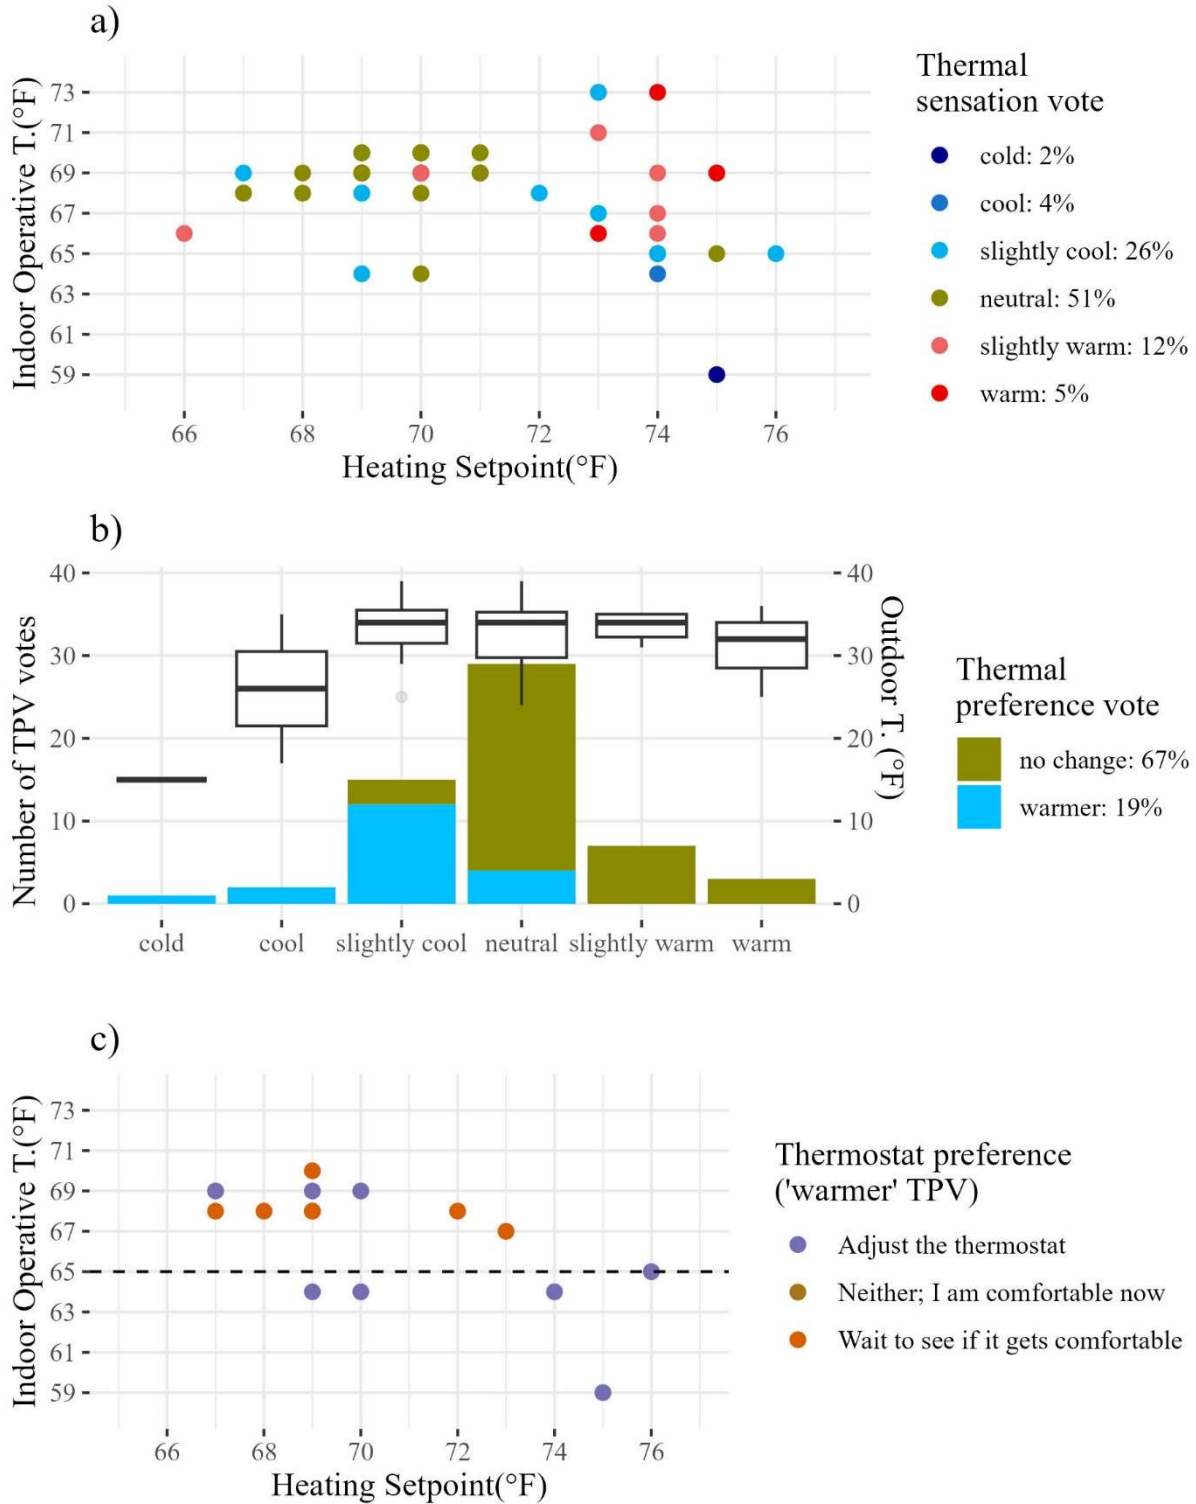 a)
Indoor Operative T.(°F)
73
71
69
67
65
63
61
59
66 68 70 72 74 76
Heating Setpoint(°F)
Thermal
sensation vote
cold: 2%
cool: 4%
slightly cool: 26%
neutral: 51%
slightly warm: 12%
warm: 5%
b)
Number of TPV votes
40
30
20
10
0
40
30
20
10
0
Outdoor T. (°F)
cold cool slightly cool neutral slightly warm warm
Thermal
preference vote
no change: 67%
warmer: 19%
c)
Indoor Operative T.(°F)
73
71
69
67
65
63
61
59
66 68 70 72 74 76
Heating Setpoint(°F)
Thermostat preference
('warmer' TPV)
Adjust the thermostat
Neither; I am comfortable now
Wait to see if it gets comfortable